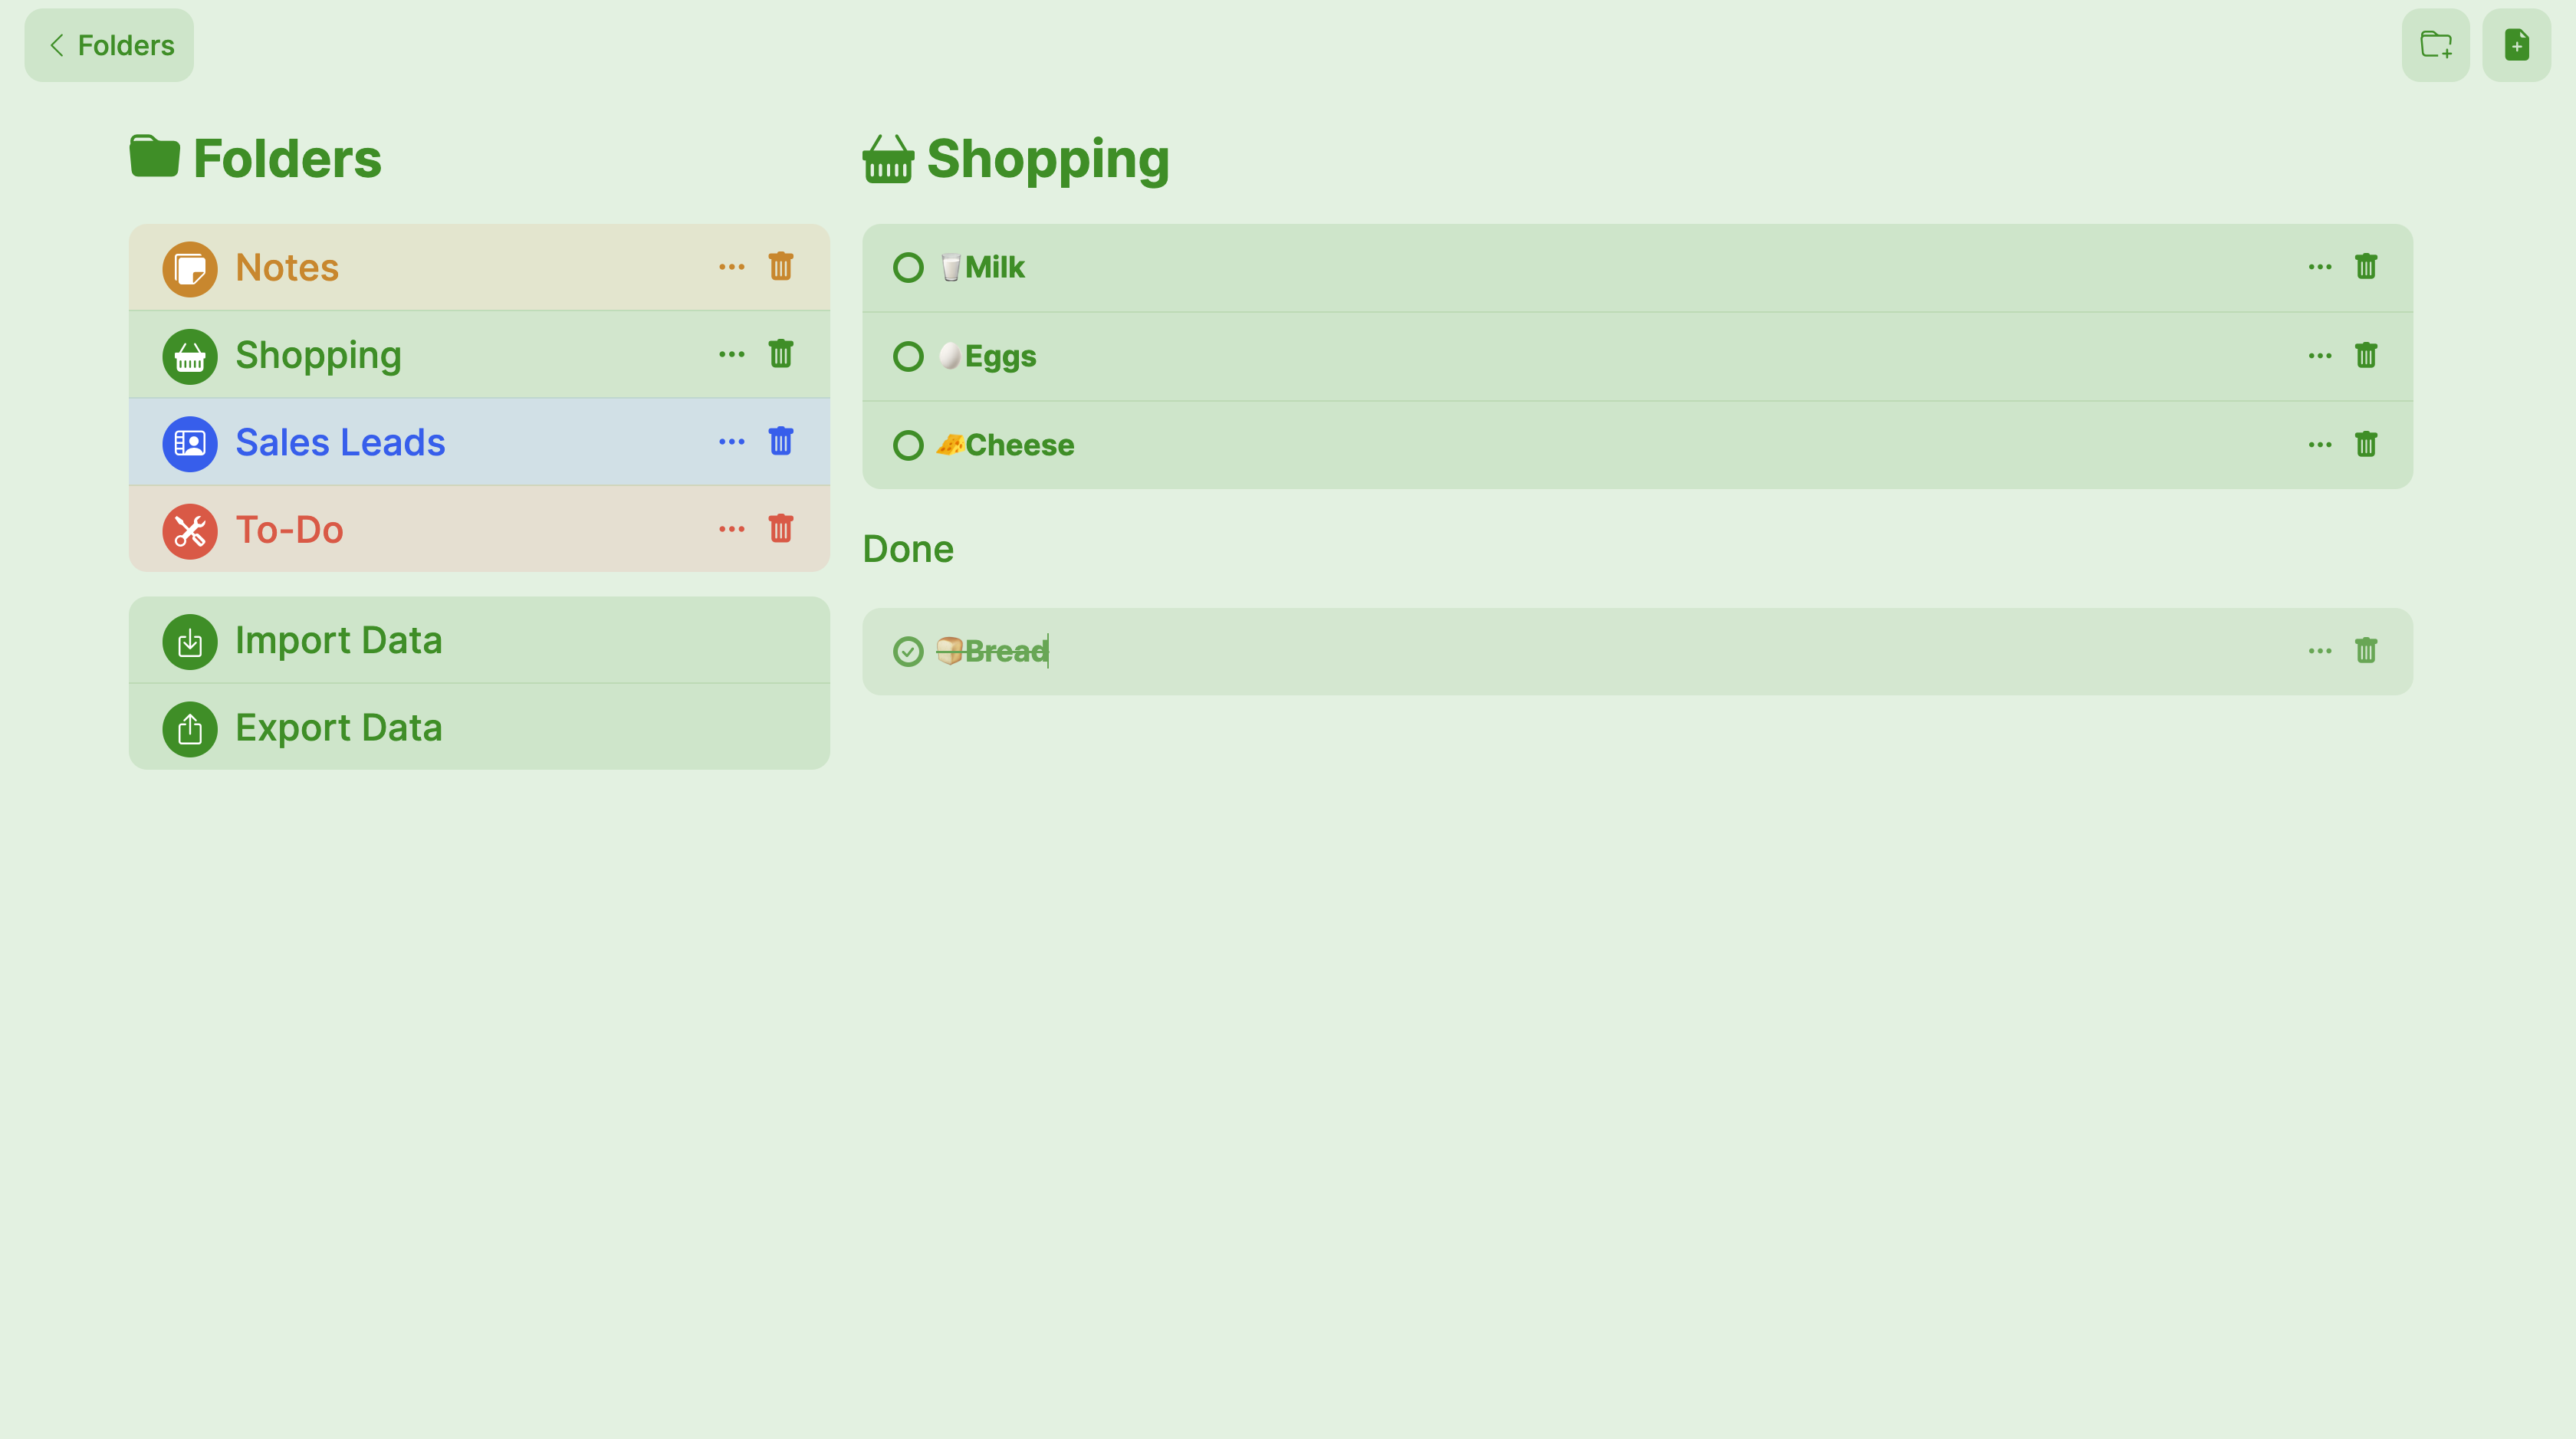 Folders
Folders
Notes
Shopping
Sales Leads
To-Do
Import Data
Export Data
Shopping
🥛Milk
🥚Eggs
🧀Cheese
Done
🍞Bread